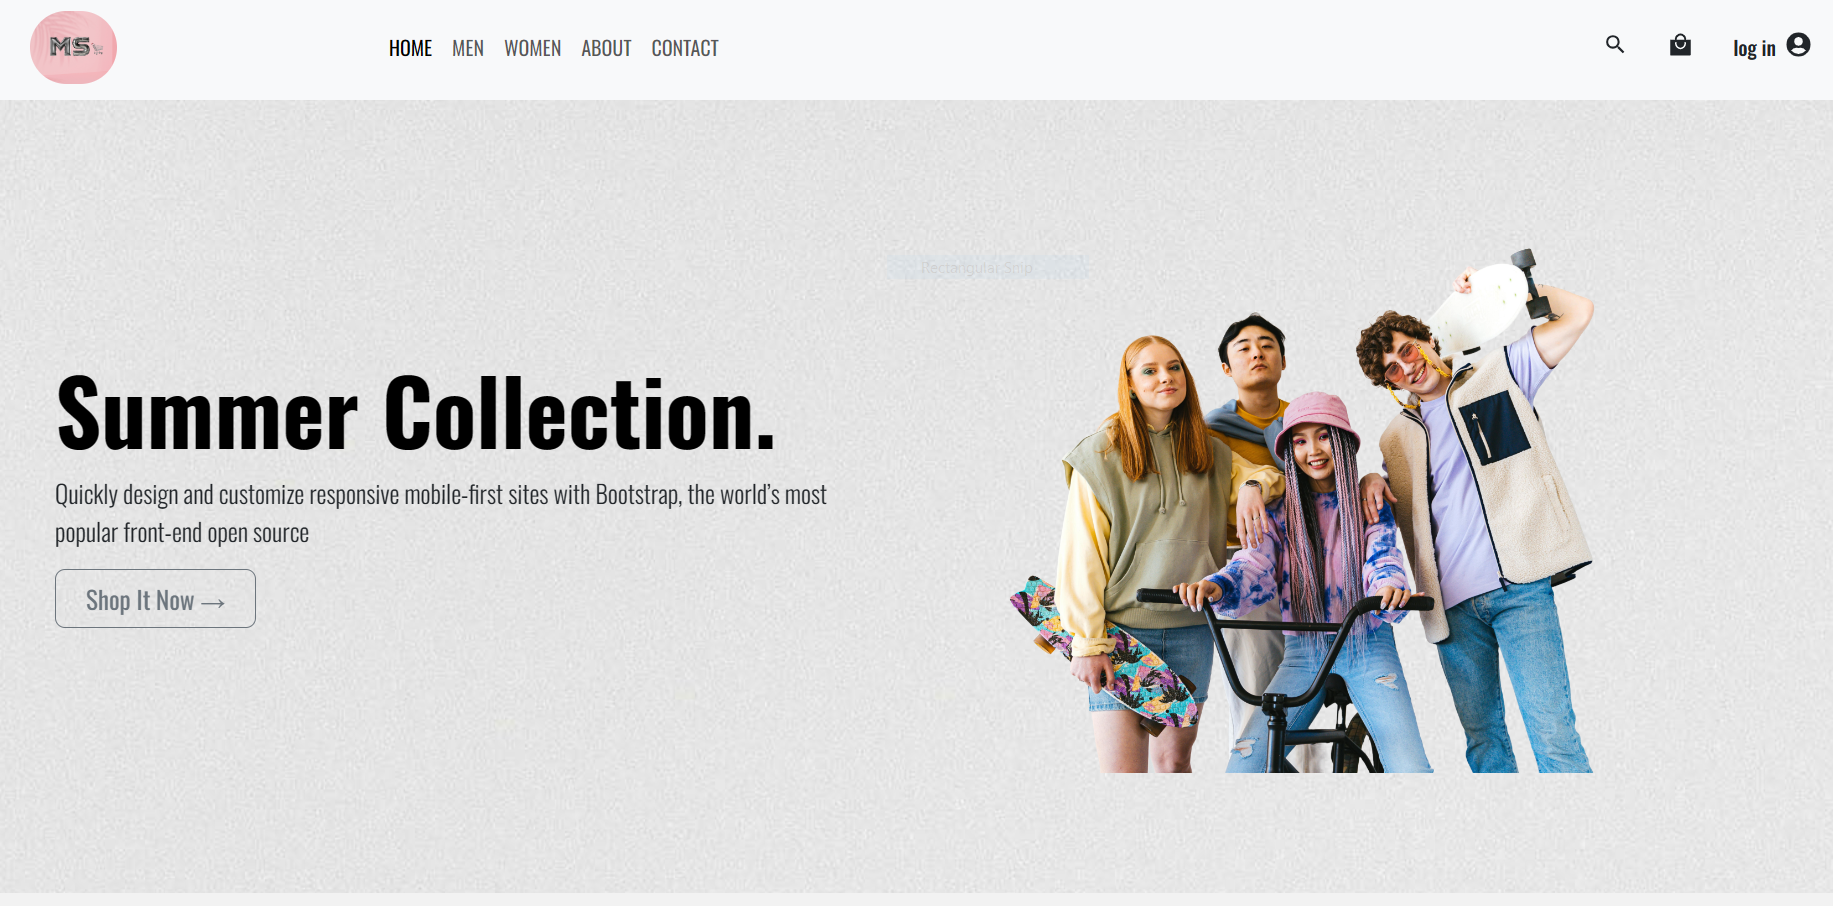 MS
HOME MEN WOMEN ABOUT CONTACT
log in
Rectangular Snip
Summer Collection.
Quickly design and customize responsive mobile-first sites with Bootstrap, the world's most
popular front-end open source
Shop It Now →